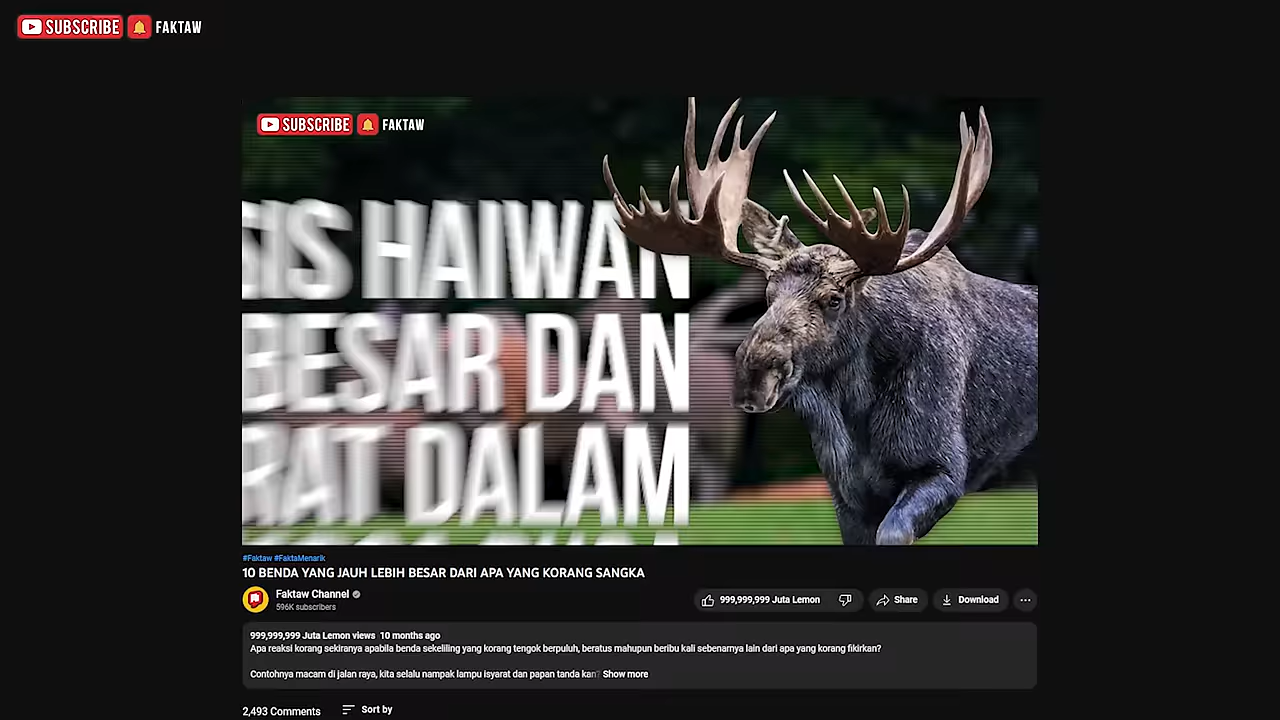 SUBSCRIBE FAKTAW
SUBSCRIBE FAKTAW
SIS HAIWAN
BESAR DAN
RAT DALAM
#Faktaw #FaktaMenarik
10 BENDA YANG JAUH LEBIH BESAR DARI APA YANG KORANG SANGKA
Faktaw Channel
596K subscribers
999,999,999 Juta Lemon
Share
Download
999,999,999 Juta Lemon views 10 months ago
Apa reaksi korang sekiranya apabila benda sekeliling yang korang tengok berpuluh, beratus mahupun beribu kali sebenarnya lain dari apa yang korang fikirkan?
Contohnya macam di jalan raya, kita selalu nampak lampu isyarat dan papan tanda kan? Show more
2,493 Comments Sort by